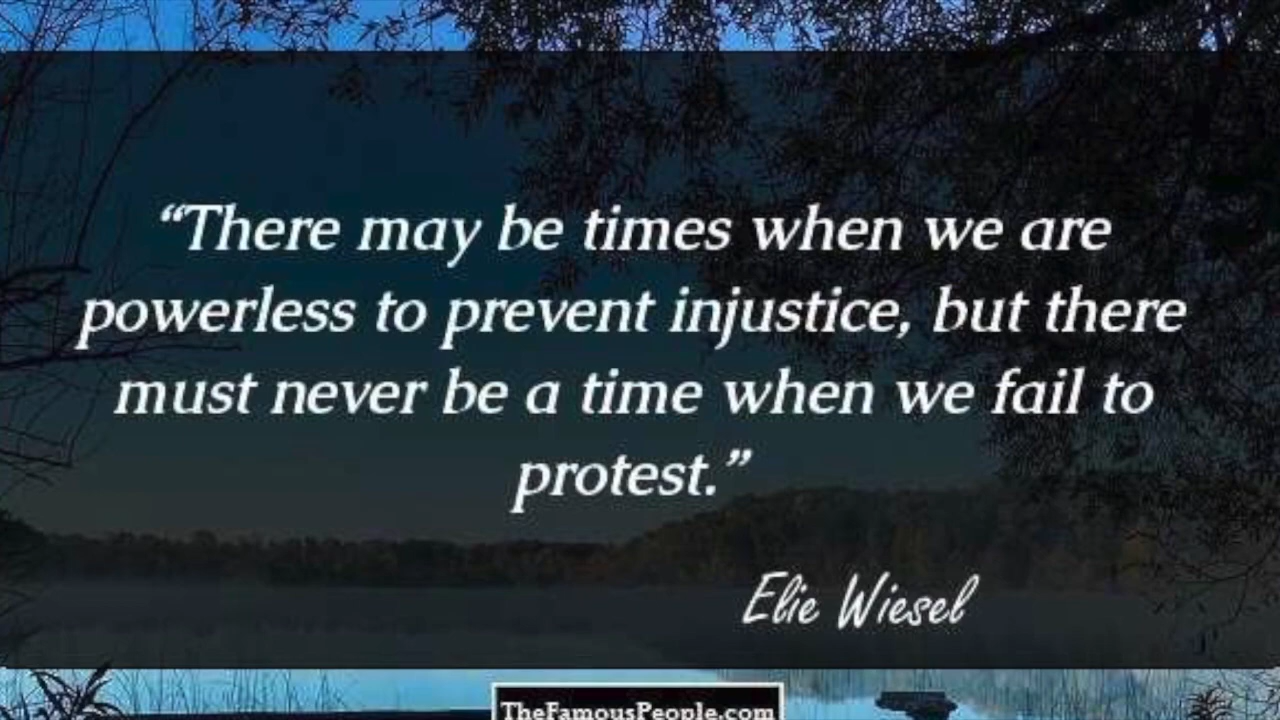 “There may be times when we are
powerless to prevent injustice, but there
must never be a time when we fail to
protest.”
Elie Wiesel
TheFamousPeople.com